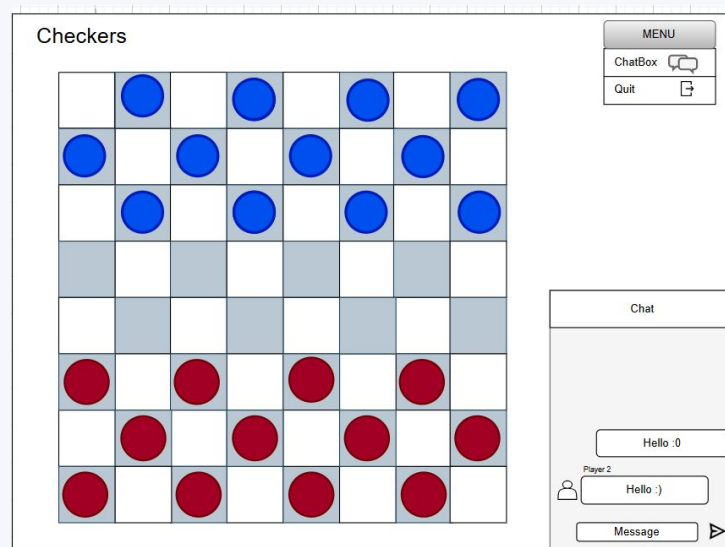 Checkers
MENU
ChatBox
Quit
Chat
Hello :0
Player 2
Hello :)
Message